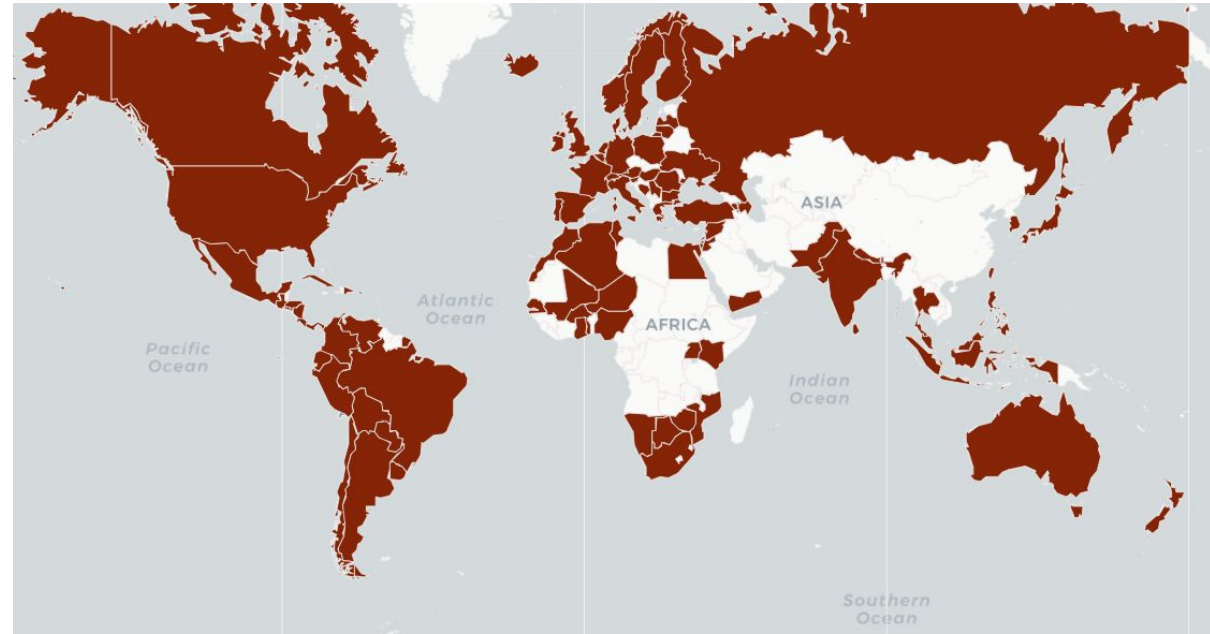 ASIA
Atlantic
Ocean
AFRICA
Pacific
Ocean
Indian
Ocean
Southern
Ocean